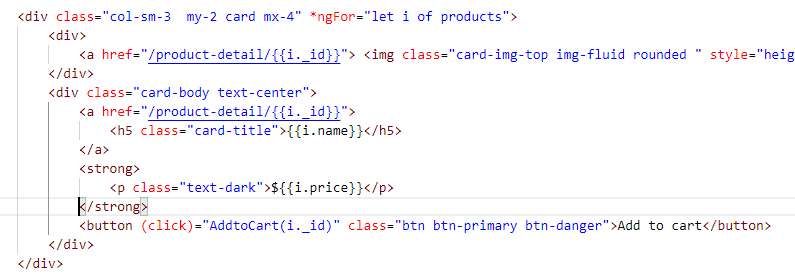 <div class="col-sm-3  my-2 card mx-4" *ngFor="let i of products">
<div>
<a href="/product-detail/{{i._id}}"> <img class="card-img-top img-fluid rounded " style="heig
</div>
<div class="card-body text-center">
<a href="/product-detail/{{i._id}}">
<h5 class="card-title">{{i.name}}</h5>
</a>
<strong>
<p class="text-dark">${{i.price}}</p>
</strong>
<button (click)="AddtoCart(i._id)" class="btn btn-primary btn-danger">Add to cart</button>
</div>
</div>